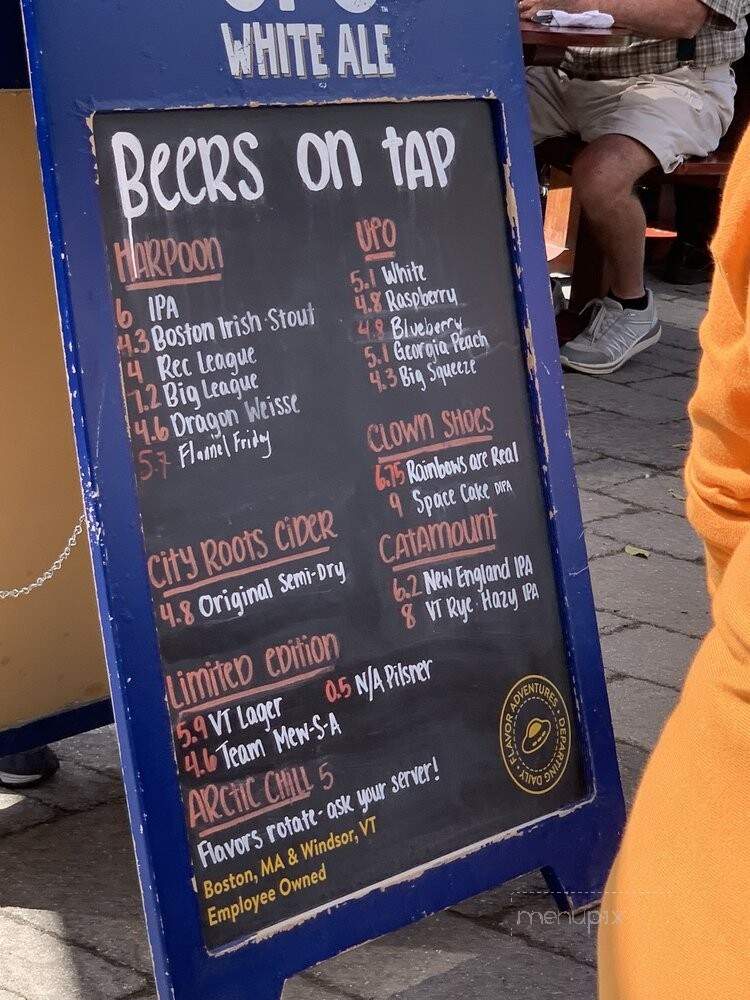 WHITE ALE
BEERS ON TAP
HARPOON
6 IPA
4.3 Boston Irish Stout
4 Rec League
7.2 Big League
4.6 Dragon Weisse
5.7 Flannel Friday
UFO
5.1 White
4.8 Raspberry
4.8 Blueberry
5.1 Georgia Peach
4.3 Big Squeeze
CLOWN SHOES
6.75 Rainbows are Real
9 Space Cake DIPA
CITY ROOTS CIDER
4.8 Original Semi-Dry
CATAMOUNT
6.2 New England IPA
8 VT Rye Hazy IPA
Limited Edition
5.9 VT Lager 0.5 N/A Pilsner
4.6 Team Mew-S-A
ARCTIC CHILL 5
Flavors rotate- ask your server!
Boston, MA & Windsor, VT
Employee Owned
FLAVOR ADVENTURES • DEPARTING DAILY •
menupix